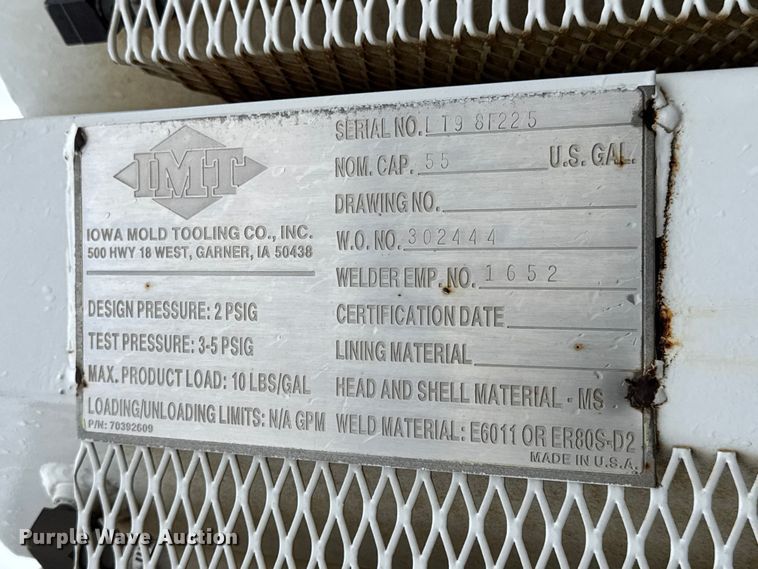 IMT
IOWA MOLD TOOLING CO., INC.
500 HWY 18 WEST, GARNER, IA 50438
DESIGN PRESSURE: 2 PSIG
TEST PRESSURE: 3-5 PSIG
MAX. PRODUCT LOAD: 10 LBS/GAL
LOADING/UNLOADING LIMITS: N/A GPM
P/N: 70392609
SERIAL NO. LT98F225
NOM. CAP. 55 U.S. GAL.
DRAWING NO.
W.O. NO. 302444
WELDER EMP. NO. 1652
CERTIFICATION DATE
LINING MATERIAL
HEAD AND SHELL MATERIAL - MS
WELD MATERIAL: E6011 OR ER80S-D2
MADE IN U.S.A.
Purple Wave Auction